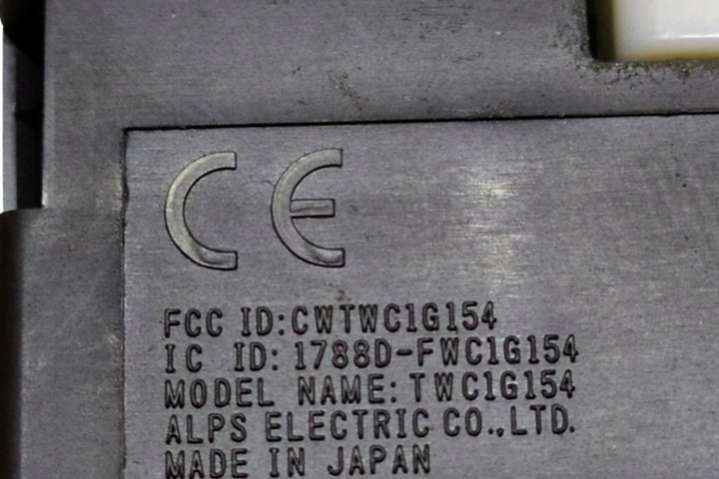 CE
FCC ID:CWTWC1G154
IC ID:1788D-FWC1G154
MODEL NAME:TWC1G154
ALPS ELECTRIC CO.,LTD.
MADE IN JAPAN